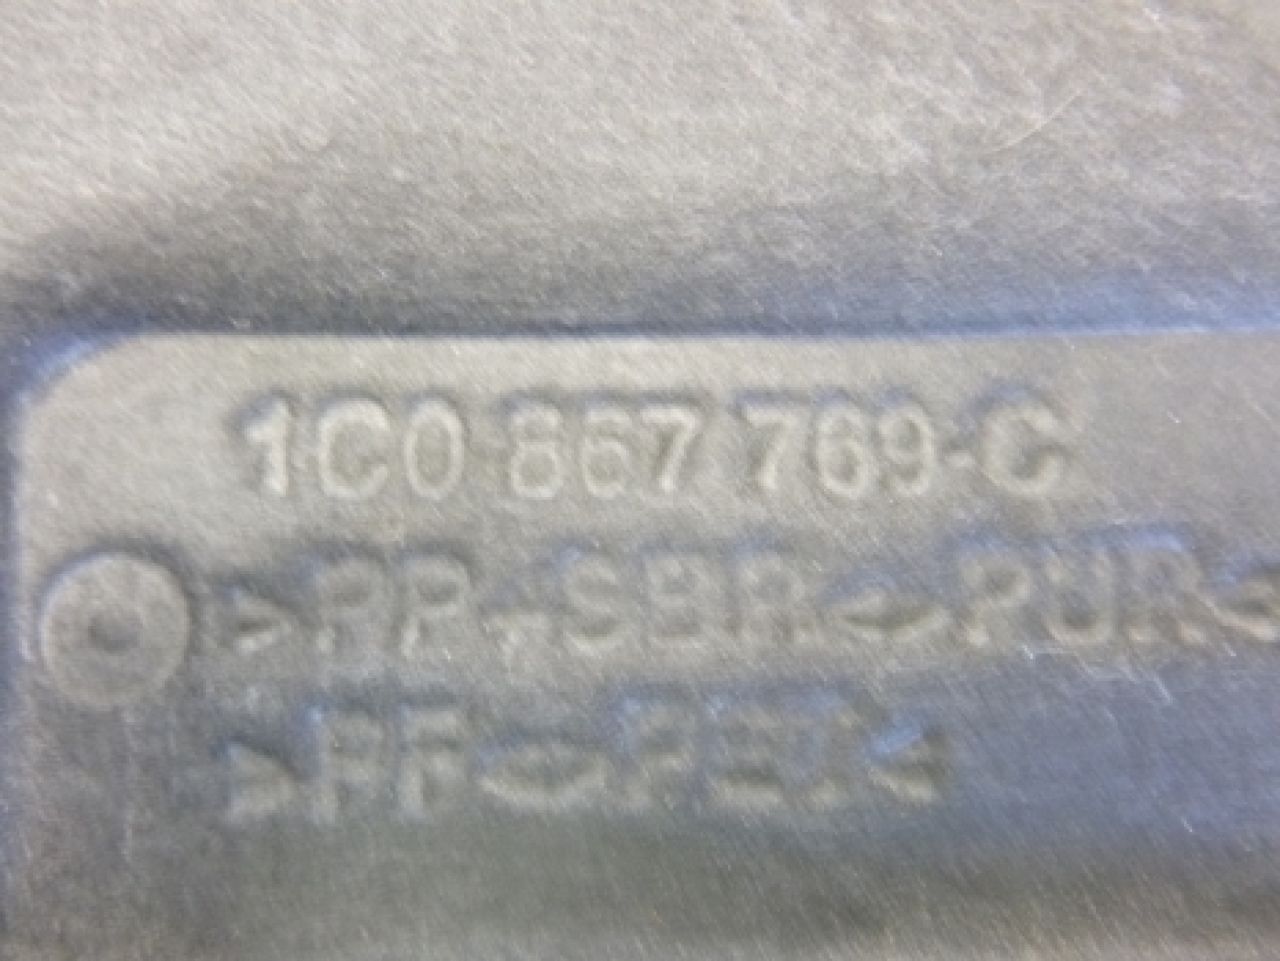 1C0 867 769-C
>PP+SBR<>PUR<
>PP<>PET<